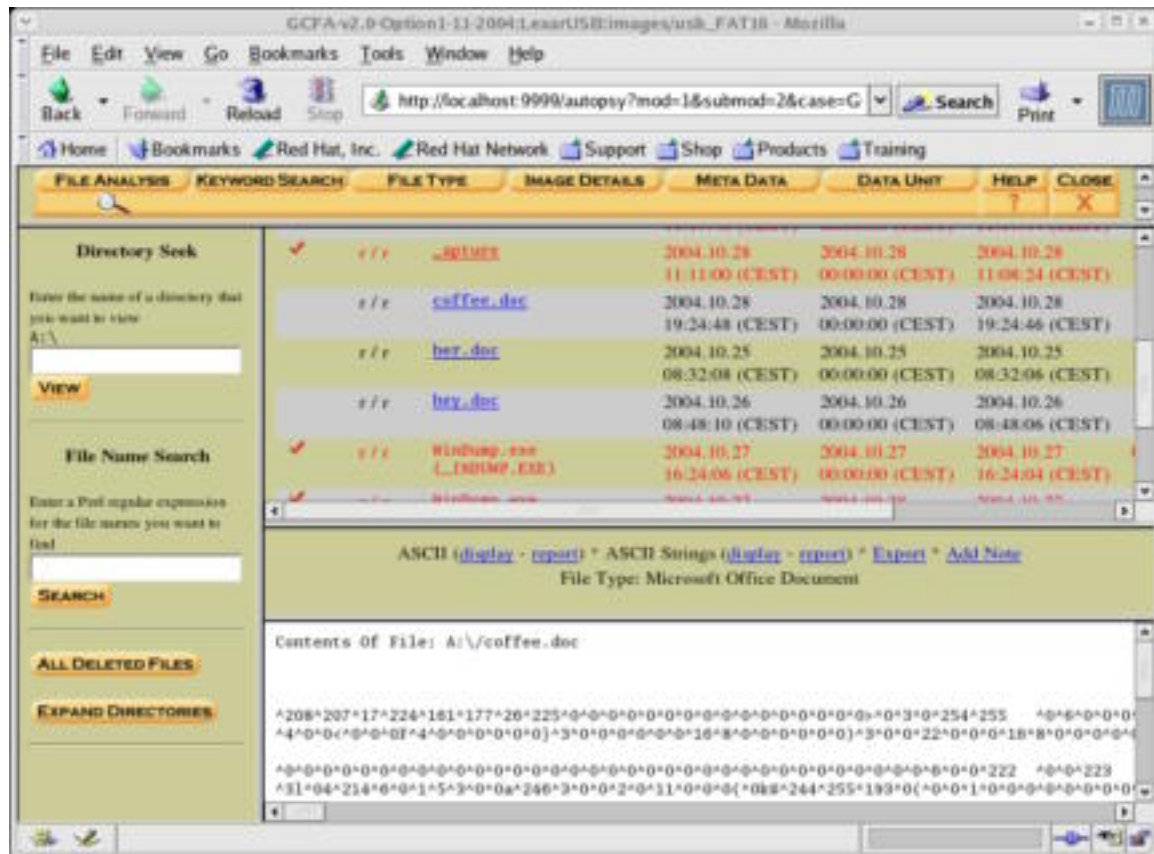 GCFA-v2.0-Option1-11-2004:LexarUSB:images/usb_FAT16 - Mozilla
File Edit View Go Bookmarks Tools Window Help
Back Forward Reload Stop http://localhost:9999/autopsy?mod=1&submod=2&case=G Search Print
Home Bookmarks Red Hat, Inc. Red Hat Network Support Shop Products Training
FILE ANALYSIS KEYWORD SEARCH FILE TYPE IMAGE DETAILS META DATA DATA UNIT HELP CLOSE
? X
Directory Seek
Enter the name of a directory that
you want to view
A:\
VIEW
File Name Search
Enter a Perl regular expression
for the file names you want to
find
SEARCH
ALL DELETED FILES
EXPAND DIRECTORIES
r / r _apture 2004.10.28 2004.10.28 2004.10.28
11:11:00 (CEST) 00:00:00 (CEST) 11:08:24 (CEST)
r / r coffee.doc 2004.10.28 2004.10.28 2004.10.28
19:24:48 (CEST) 00:00:00 (CEST) 19:24:46 (CEST)
r / r her.doc 2004.10.25 2004.10.25 2004.10.25
08:32:08 (CEST) 00:00:00 (CEST) 08:32:06 (CEST)
r / r hey.doc 2004.10.26 2004.10.26 2004.10.26
08:48:10 (CEST) 00:00:00 (CEST) 08:48:06 (CEST)
r / r WinDump.exe 2004.10.27 2004.10.27 2004.10.27
(_INDUMP.EXE) 16:24:06 (CEST) 00:00:00 (CEST) 16:24:04 (CEST)
ASCII (display - report) * ASCII Strings (display - report) * Export * Add Note
File Type: Microsoft Office Document
Contents Of File: A:\/coffee.doc